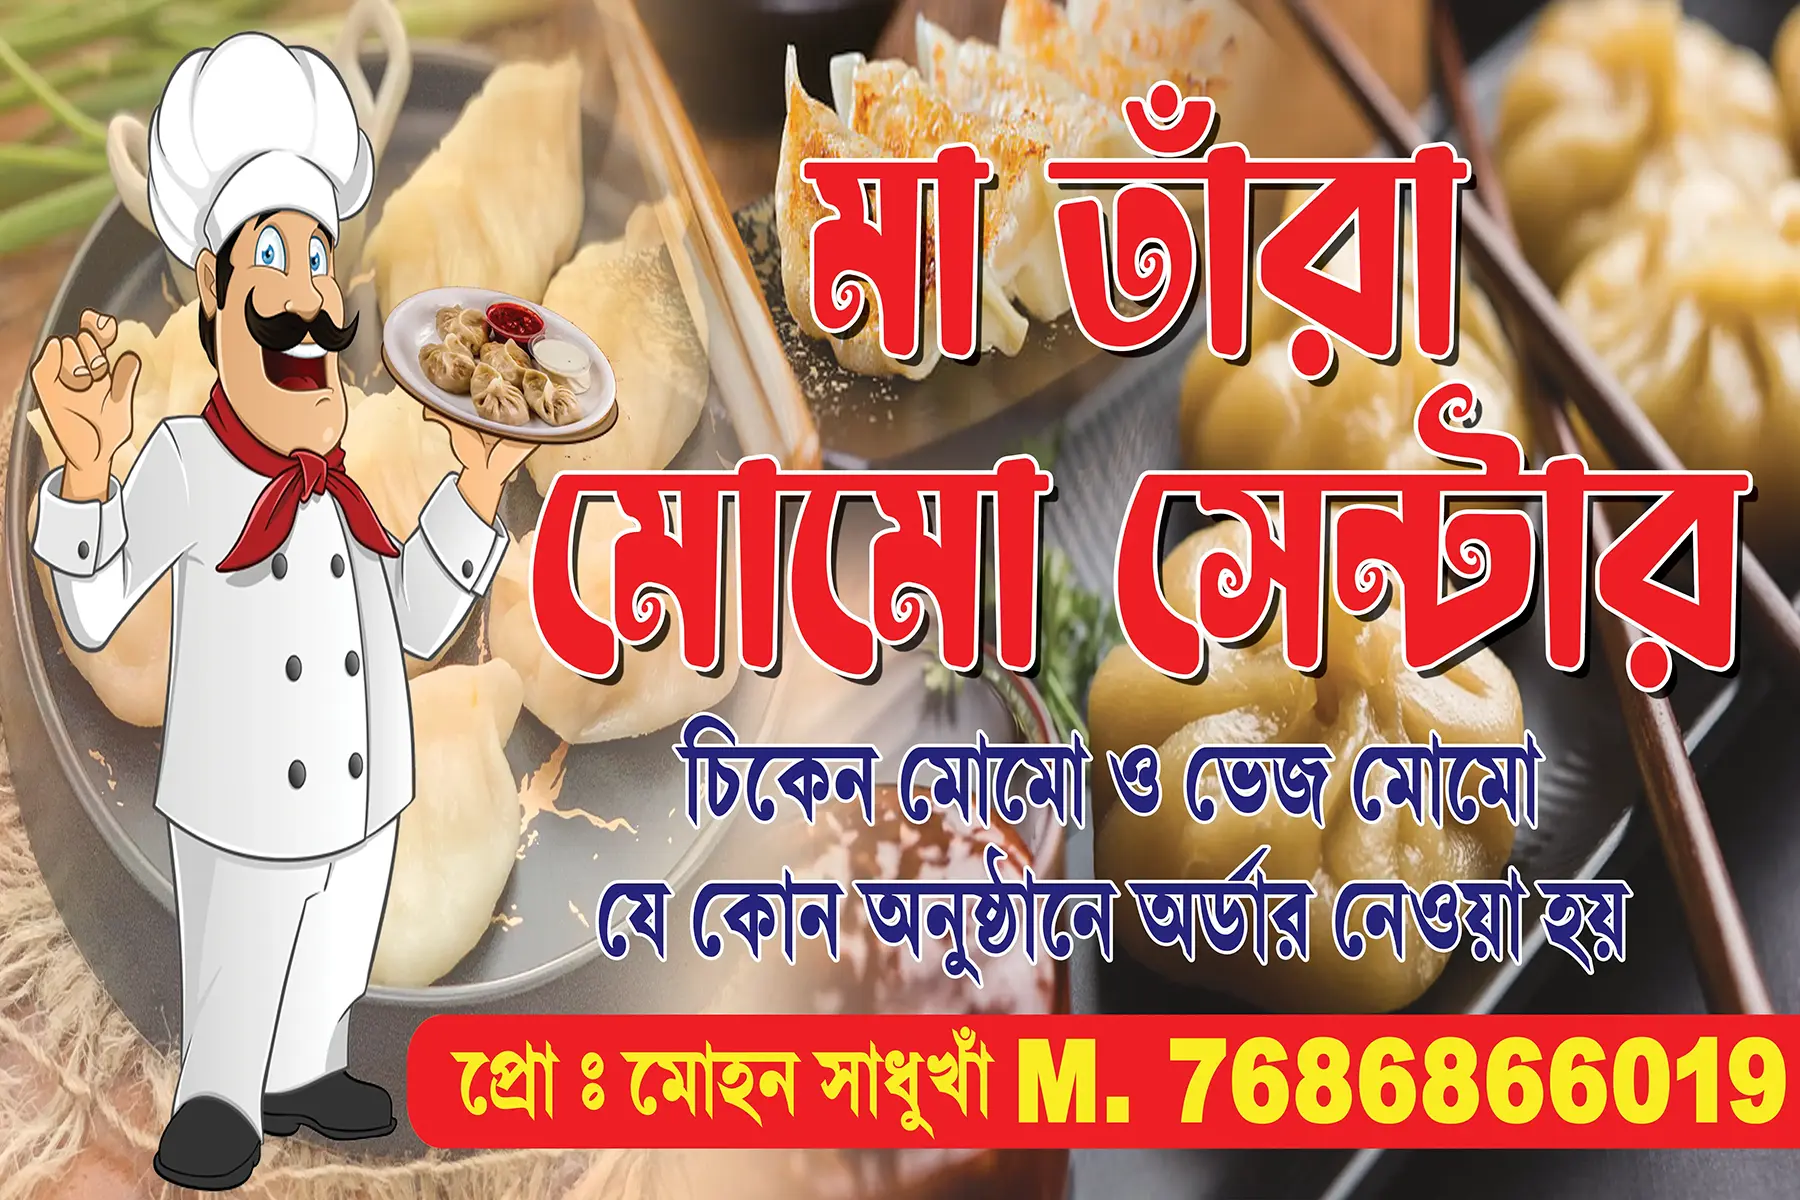 মা তাঁরা
মোমো সেন্টার
চিকেন মোমো ও ভেজ মোমো
যে কোন অনুষ্ঠানে অর্ডার নেওয়া হয়
প্রো ঃ মোহন সাধুখাঁ M. 7686866019